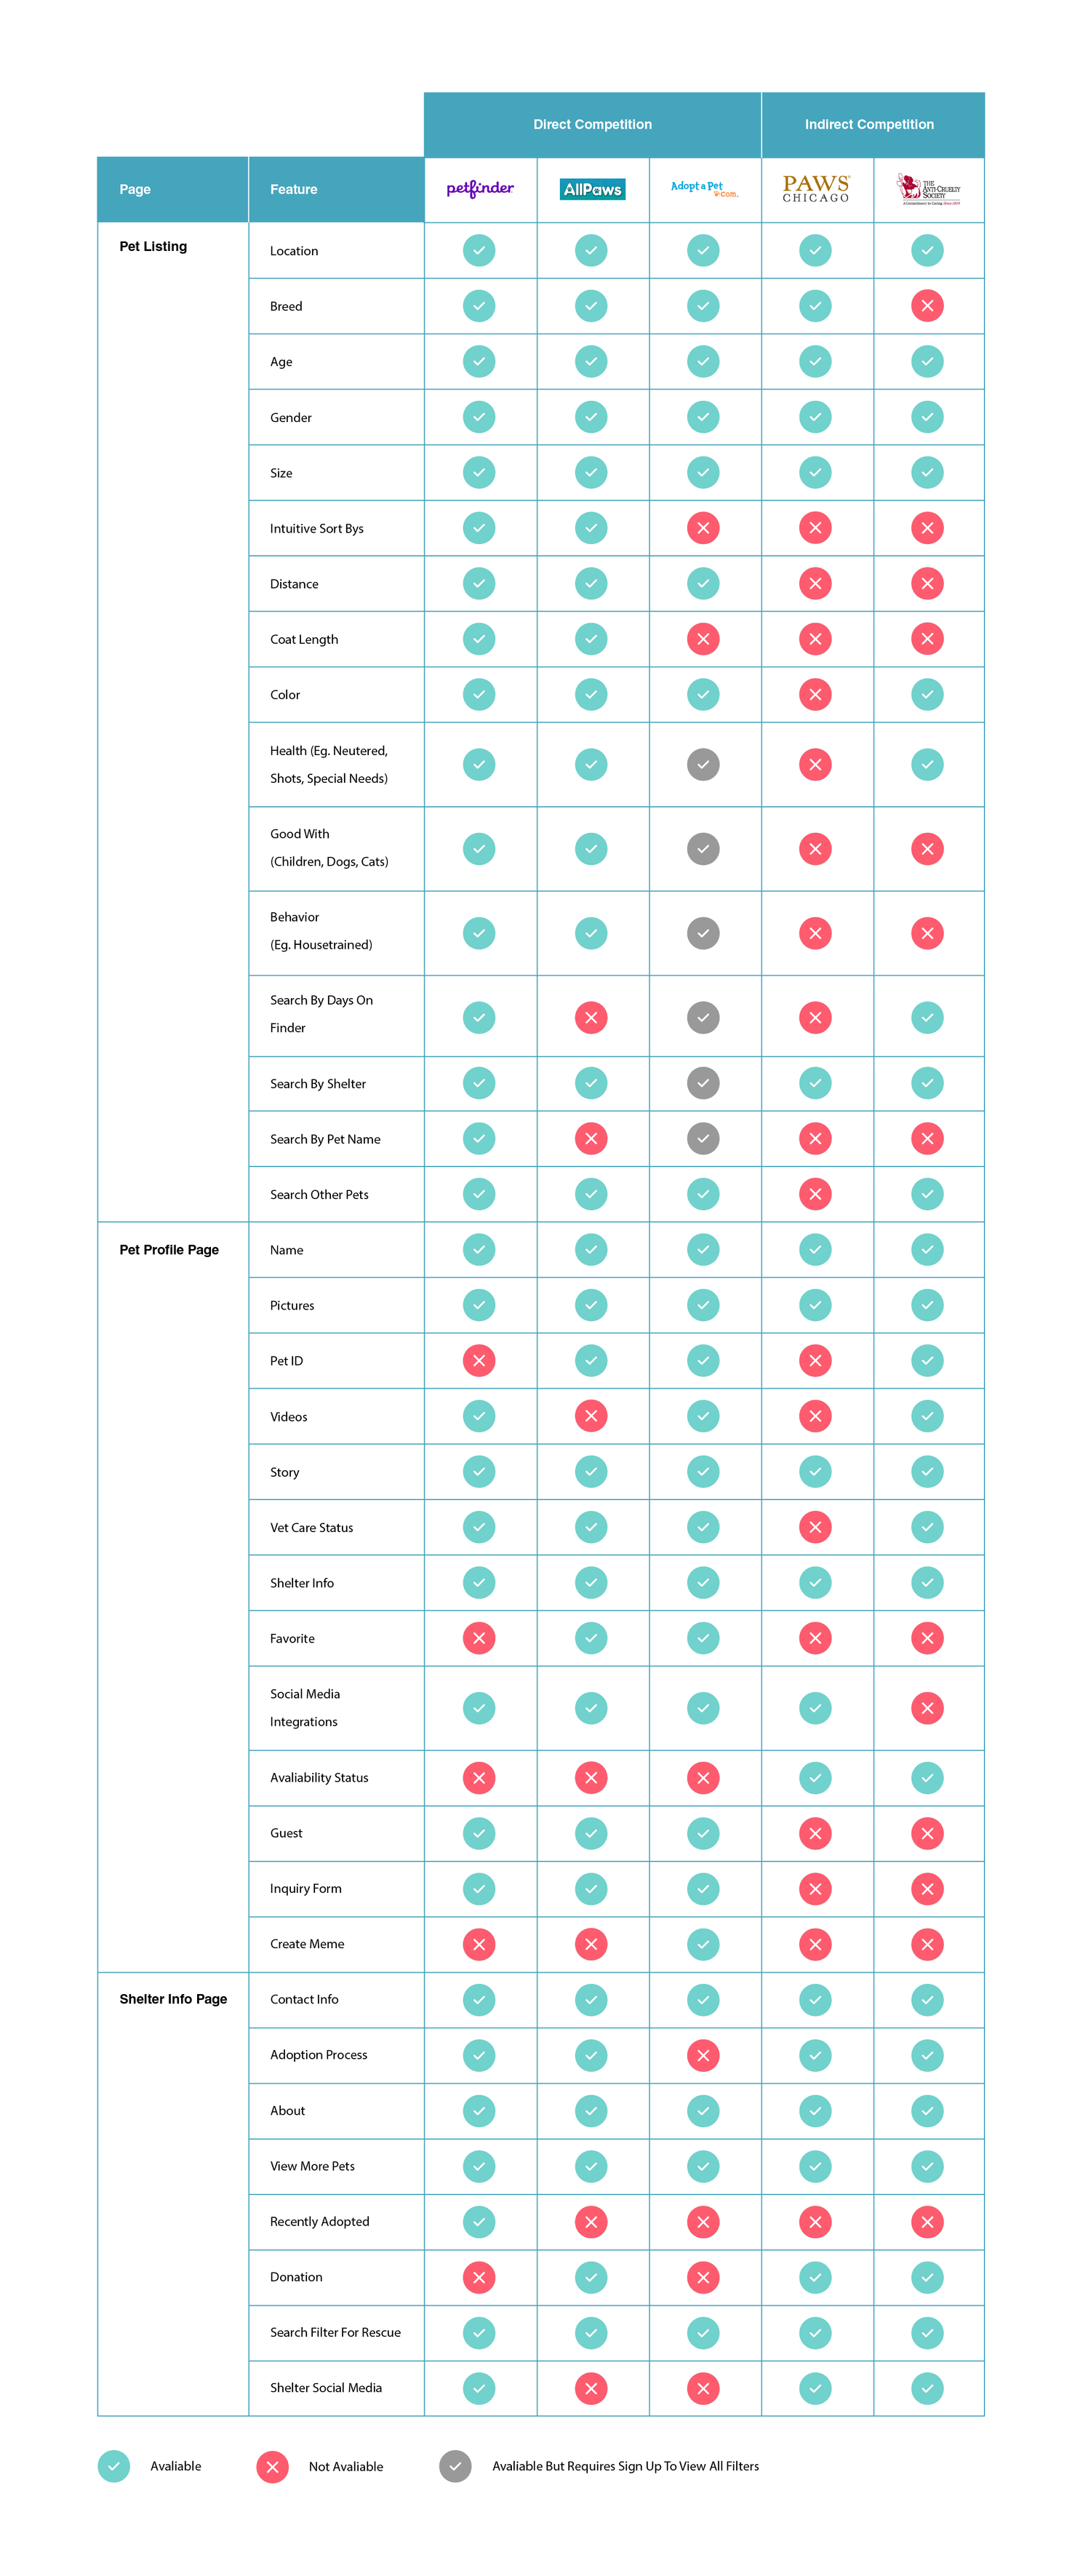 Direct Competition
Indirect Competition
Page
Feature
petfinder
AllPaws
Adopt a Pet
.com.
PAWS
CHICAGO
THE
ANTI-CRUELTY
SOCIETY
A Commitment to Caring Since 1899
Pet Listing
Location
Breed
Age
Gender
Size
Intuitive Sort Bys
Distance
Coat Length
Color
Health (Eg. Neutered,
Shots, Special Needs)
Good With
(Children, Dogs, Cats)
Behavior
(Eg. Housetrained)
Search By Days On
Finder
Search By Shelter
Search By Pet Name
Search Other Pets
Pet Profile Page
Name
Pictures
Pet ID
Videos
Story
Vet Care Status
Shelter Info
Favorite
Social Media
Integrations
Avaliability Status
Guest
Inquiry Form
Create Meme
Shelter Info Page
Contact Info
Adoption Process
About
View More Pets
Recently Adopted
Donation
Search Filter For Rescue
Shelter Social Media
Avaliable
Not Avaliable
Avaliable But Requires Sign Up To View All Filters